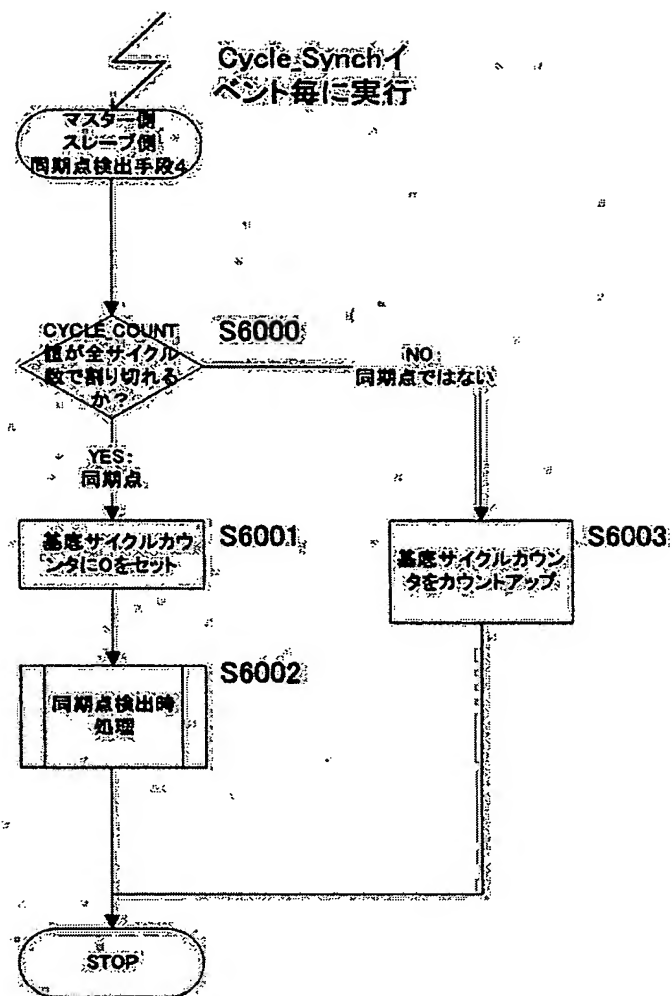 Cycle_Synchイ
ベント毎に実行
マスター側
スレーブ側
同期点検出手段4
CYCLE COUNT
値が全サイクル
数で割り切れる
か?
S6000
NO
同期点ではない
YES:
同期点
基底サイクルカウ
ンタに0をセット
S6001
基底サイクルカウン
タをカウントアップ
S6003
同期点検出時
処理
S6002
STOP